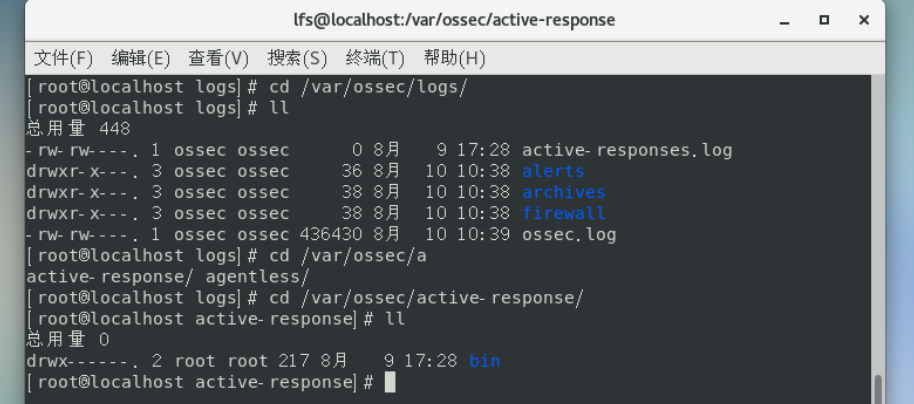 lfs@localhost:/var/ossec/active-response
文件(F) 编辑(E) 查看(V) 搜索(S) 终端(T) 帮助(H)
[root@localhost logs]# cd /var/ossec/logs/
[root@localhost logs]# ll
总用量 448
-rw-rw----. 1 ossec ossec      0 8月   9 17:28 active-responses.log
drwxr-x---. 3 ossec ossec     36 8月  10 10:38 alerts
drwxr-x---. 3 ossec ossec     38 8月  10 10:38 archives
drwxr-x---. 3 ossec ossec     38 8月  10 10:38 firewall
-rw-rw----. 1 ossec ossec 436430 8月  10 10:39 ossec.log
[root@localhost logs]# cd /var/ossec/a
active-response/ agentless/
[root@localhost logs]# cd /var/ossec/active-response/
[root@localhost active-response]# ll
总用量 0
drwx------. 2 root root 217 8月   9 17:28 bin
[root@localhost active-response]#